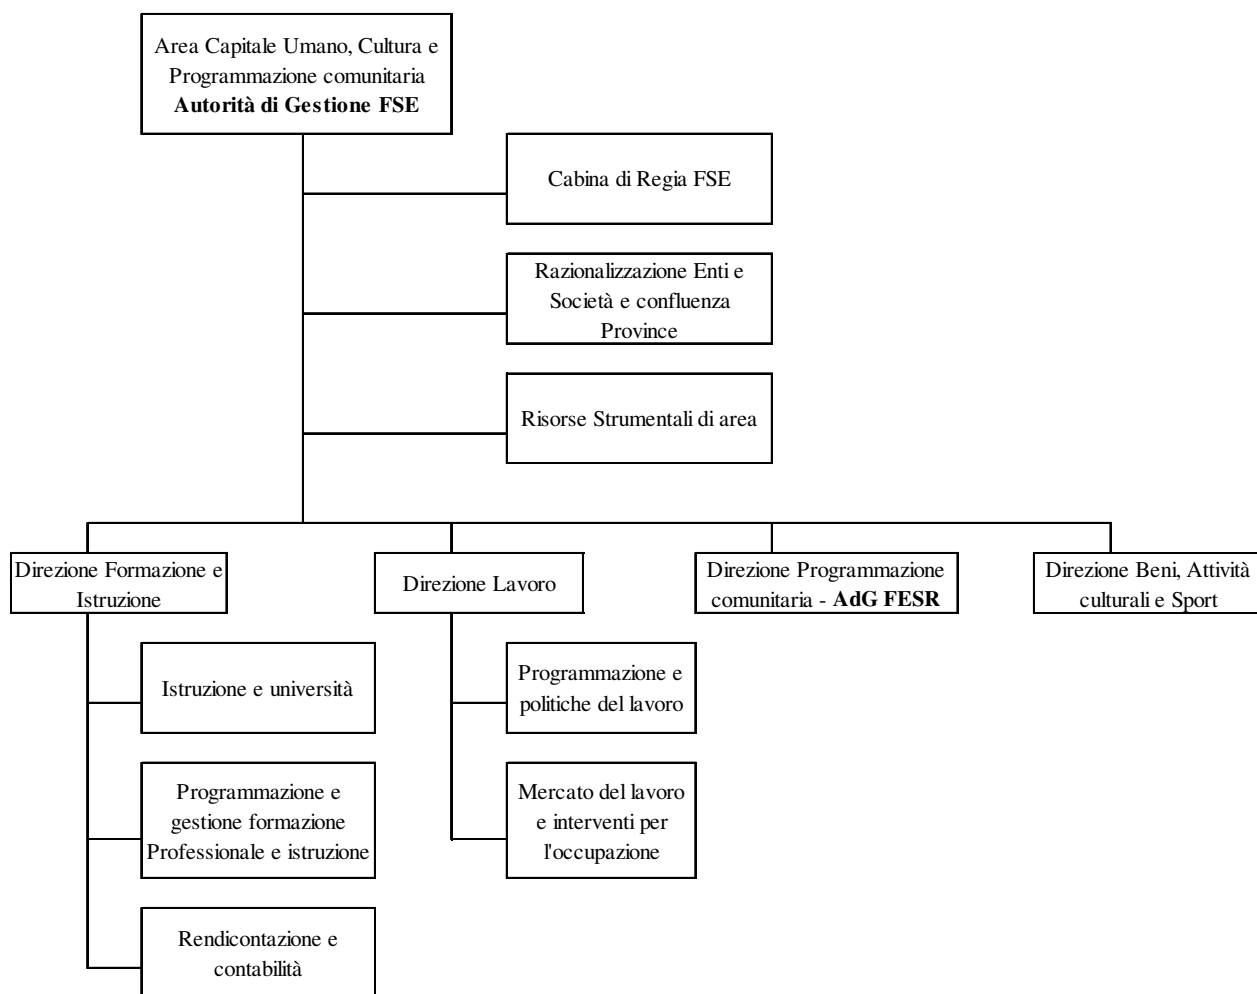 Area Capitale Umano, Cultura e
Programmazione comunitaria
Autorità di Gestione FSE
Cabina di Regia FSE
Razionalizzazione Enti e
Società e confluenza
Province
Risorse Strumentali di area
Direzione Formazione e
Istruzione
Direzione Lavoro
Direzione Programmazione
comunitaria - AdG FESR
Direzione Beni, Attività
culturali e Sport
Istruzione e università
Programmazione e
politiche del lavoro
Programmazione e
gestione formazione
Professionale e istruzione
Mercato del lavoro
e interventi per
l'occupazione
Rendicontazione e
contabilità